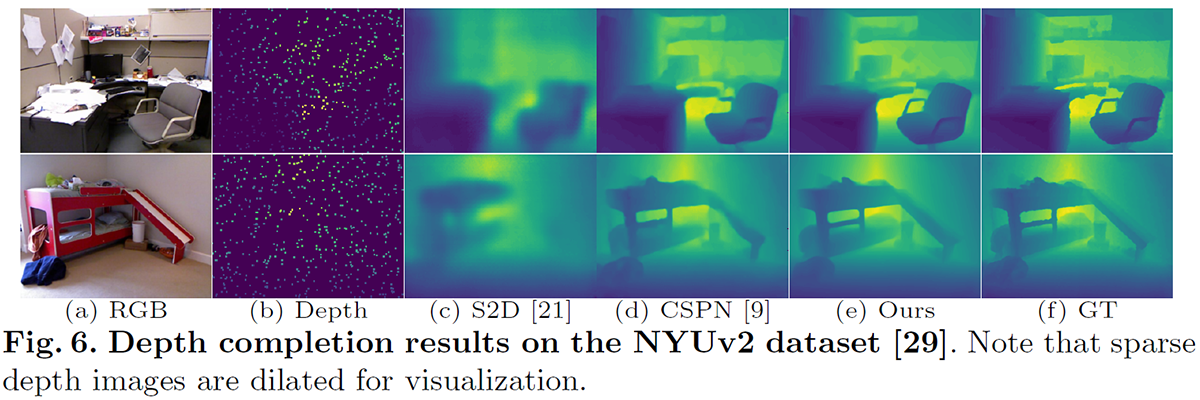 (a) RGB (b) Depth (c) S2D [21] (d) CSPN [9] (e) Ours (f) GT
Fig. 6. Depth completion results on the NYUv2 dataset [29]. Note that sparse
depth images are dilated for visualization.